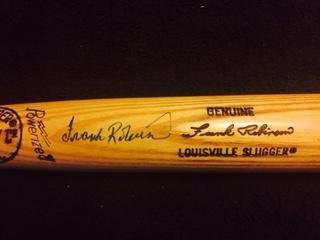 Powerized
Frank Robinson
GENUINE
Frank Robinson
LOUISVILLE SLUGGER®